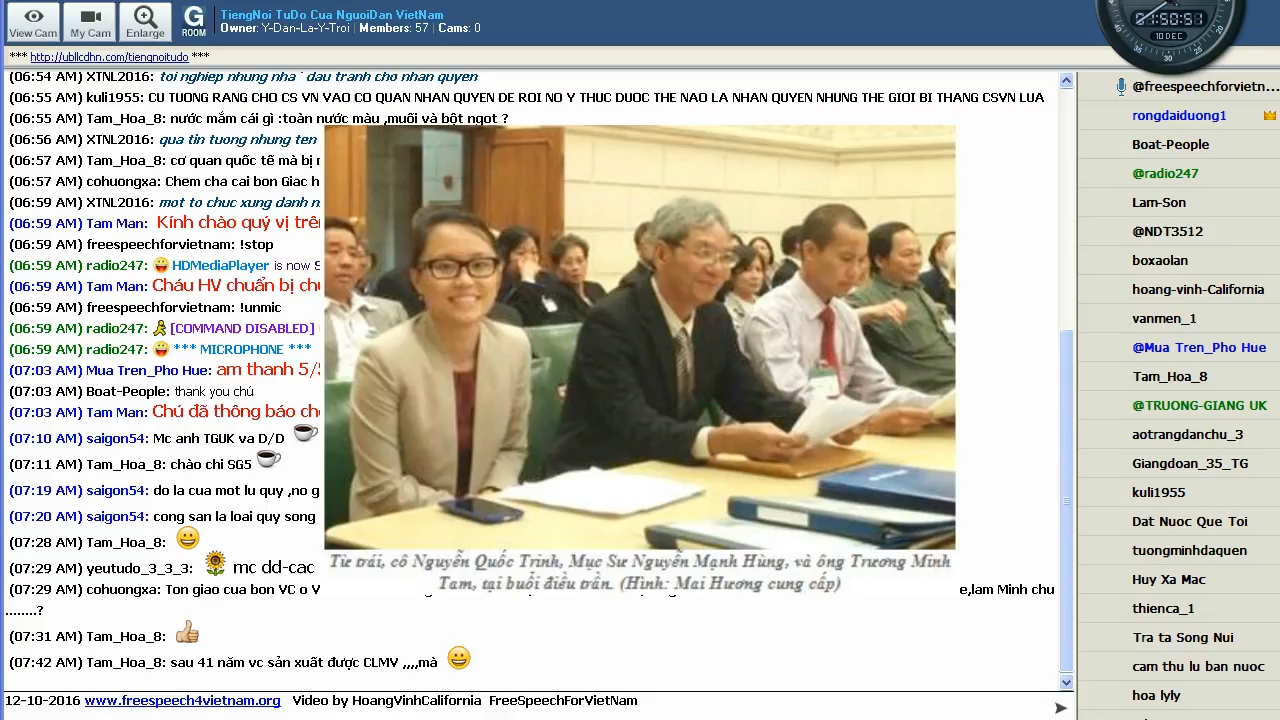 View Cam
My Cam
Enlarge
G
ROOM
TiengNoi TuDo Cua NguoiDan VietNam
Owner: Y-Dan-La-Y-Troi | Members: 57 | Cams: 0
01:50:51
10 DEC
*** http://ubllcdhn.com/tiengnoitudo ***
(06:54 AM) XTNL2016: toi nghiep nhung nha ` dau tranh cho nhan quyen
(06:55 AM) kuli1955: CU TUONG RANG CHO CS VN VAO CO QUAN NHAN QUYEN DE ROI NO Y THUC DUOC THE NAO LA NHAN QUYEN NHUNG THE GIOI BI THANG CSVN LUA
(06:55 AM) Tam_Hoa_8: nước mắm cái gì :toàn nước màu ,muối và bột ngọt ?
(06:56 AM) XTNL2016: qua tin tuong nhung ten
(06:57 AM) Tam_Hoa_8: cơ quan quốc tế mà bị
(06:57 AM) cohuongxa: Chem cha cai bon Giac h
(06:59 AM) XTNL2016: mot to chuc xung danh
(06:59 AM) Tam Man: Kính chào quý vị trên
(06:59 AM) freespeechforvietnam: !stop
(06:59 AM) radio247: HDMediaPlayer is now S
(06:59 AM) Tam Man: Cháu HV chuẩn bị
(06:59 AM) freespeechforvietnam: !unmic
(06:59 AM) radio247: [COMMAND DISABLED]
(06:59 AM) radio247: *** MICROPHONE ***
(07:03 AM) Mua Tren_Pho Hue: am thanh 5/5
(07:03 AM) Boat-People: thank you chú
(07:03 AM) Tam Man: Chú đã thông báo
(07:10 AM) saigon54: Mc anh TGUK va D/D
(07:11 AM) Tam_Hoa_8: chào chi SG5
(07:19 AM) saigon54: do la cua mot lu quy ,no g
(07:20 AM) saigon54: cong san la loai quy song
(07:28 AM) Tam_Hoa_8:
(07:29 AM) yeutudo_3_3_3: mc dd-cac
(07:29 AM) cohuongxa: Ton giao cua bon VC o V
e,lam Minh chu
........?
(07:31 AM) Tam_Hoa_8:
(07:42 AM) Tam_Hoa_8: sau 41 năm vc sản xuất được CLMV ,,,,mà
Từ trái, cô Nguyễn Quốc Trinh, Mục Sư Nguyễn Mạnh Hùng, và ông Trương Minh
Tam, tại buổi điều trần. (Hình: Mai Hương cung cấp)
@freespeechforvietn...
rongdaiduong1
Boat-People
@radio247
Lam-Son
@NDT3512
boxaolan
hoang-vinh-California
vanmen_1
@Mua Tren_Pho Hue
Tam_Hoa_8
@TRUONG-GIANG UK
aotrangdanchu_3
Giangdoan_35_TG
kuli1955
Dat Nuoc Que Toi
tuongminhdaquen
Huy Xa Mac
thienca_1
Tra ta Song Nui
cam thu lu ban nuoc
hoa lyly
12-10-2016 www.freespeech4vietnam.org Video by HoangVinhCalifornia FreeSpeechForVietNam